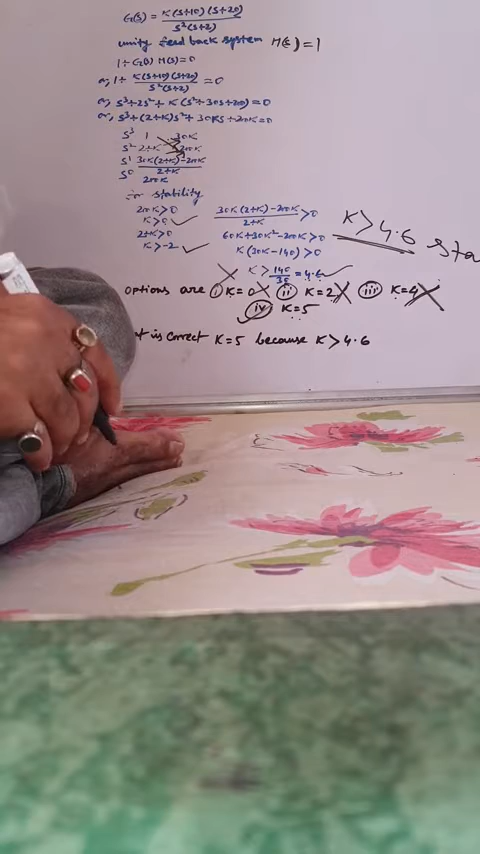 G(s) = K(s+10)(s+20) / s²(s+2)
unity feed back system H(s) = 1
1 + G(s) H(s) = 0
or, 1 + K(s+10)(s+20) / s²(s+2) = 0
or, s³+2s² + K(s²+30s+200) = 0
or, s³+(2+K)s²+ 30Ks +200K=0
s³ 1 30K
s² 2+K 200K
s¹ 30K(2+K)-200K / 2+K
s⁰ 200K
for stability
200K>0
K>0 ✓
2+K>0
K>-2 ✓
30K(2+K)-200K / 2+K >0
60K+30K²-200K>0
K(30K-140)>0
K > 140/30 = 4.6 ✓
K>4.6 sta
options are (i) K=0 X (ii) K=2 X (iii) K=4 X
✓ (iv) K=5
t is correct K=5 because K>4.6